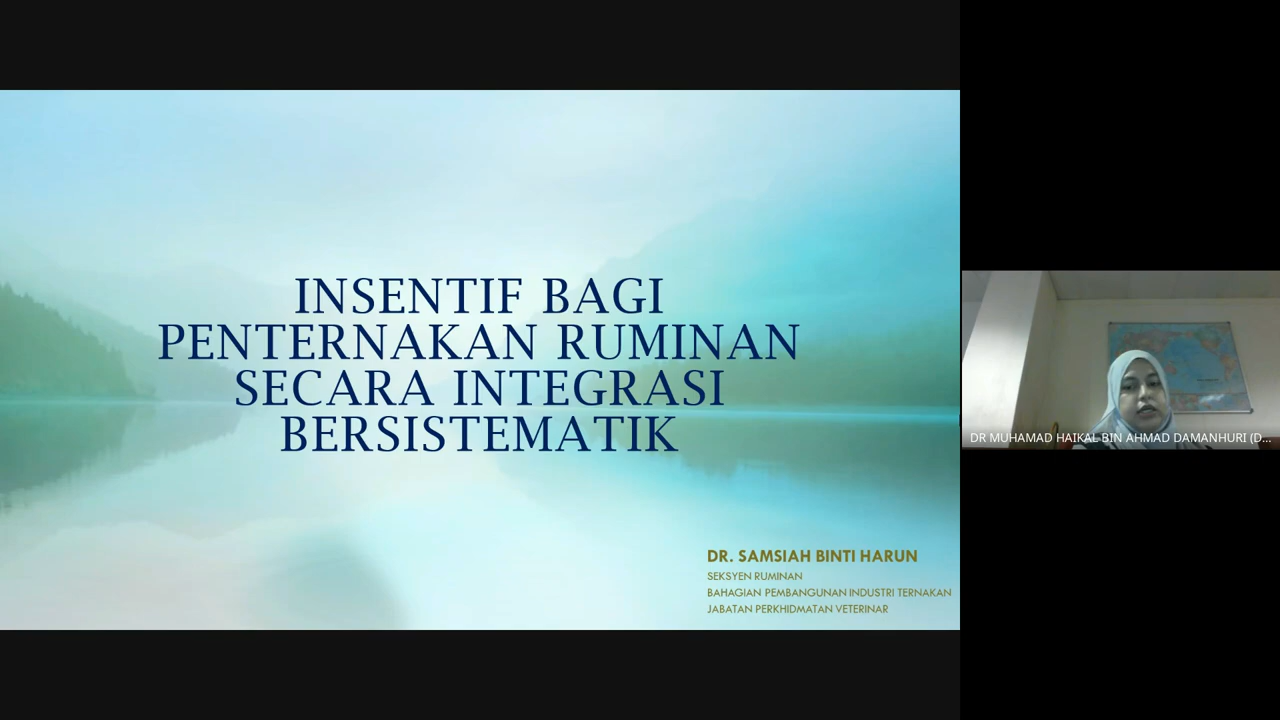 INSENTIF BAGI
PENTERNAKAN RUMINAN
SECARA INTEGRASI
BERSISTEMATIK
DR. SAMSIAH BINTI HARUN
SEKSYEN RUMINAN
BAHAGIAN PEMBANGUNAN INDUSTRI TERNAKAN
JABATAN PERKHIDMATAN VETERINAR
DR MUHAMAD HAIKAL BIN AHMAD DAMANHURI (D...